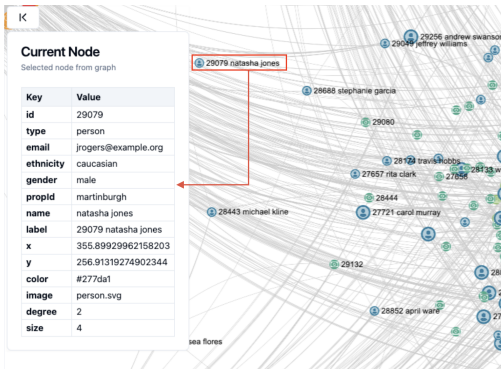 Current Node
Selected node from graph
Key Value
id 29079
type person
email jrogers@example.org
ethnicity caucasian
gender male
propId martinburgh
name natasha jones
label 29079 natasha jones
x 355.89929962158203
y 256.91319274902344
color #277da1
image person.svg
degree 2
size 4
29256 andrew swanson
29049 jeffrey williams
29079 natasha jones
28688 stephanie garcia
29080
28174 travis hobbs
28133 w
27657 rita clark
27656
28444
28443 michael kline
27721 carol murray
29132
28852 april ware
sea flores